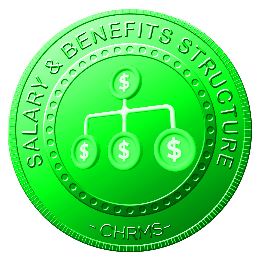 SALARY & BENEFITS STRUCTURE
$
$ $ $
- CHRMS -